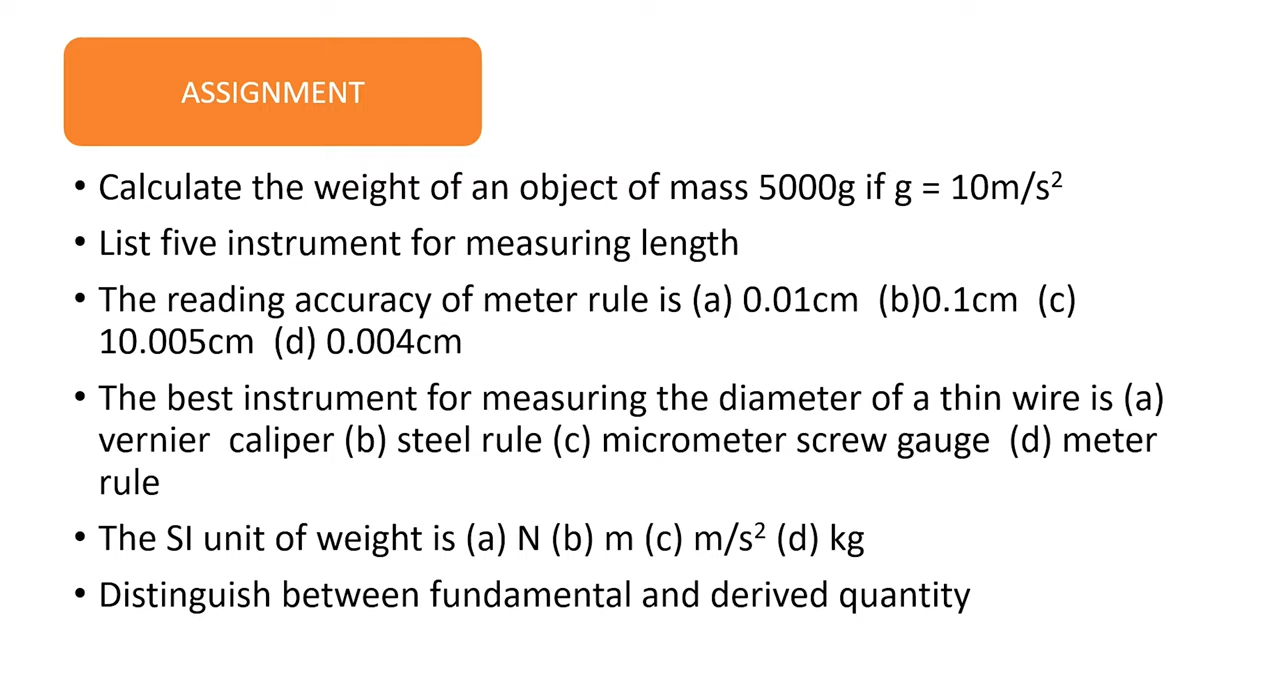 ASSIGNMENT
• Calculate the weight of an object of mass 5000g if g = 10m/s²
• List five instrument for measuring length
• The reading accuracy of meter rule is (a) 0.01cm (b)0.1cm (c)
10.005cm (d) 0.004cm
• The best instrument for measuring the diameter of a thin wire is (a)
vernier caliper (b) steel rule (c) micrometer screw gauge (d) meter
rule
• The SI unit of weight is (a) N (b) m (c) m/s² (d) kg
• Distinguish between fundamental and derived quantity